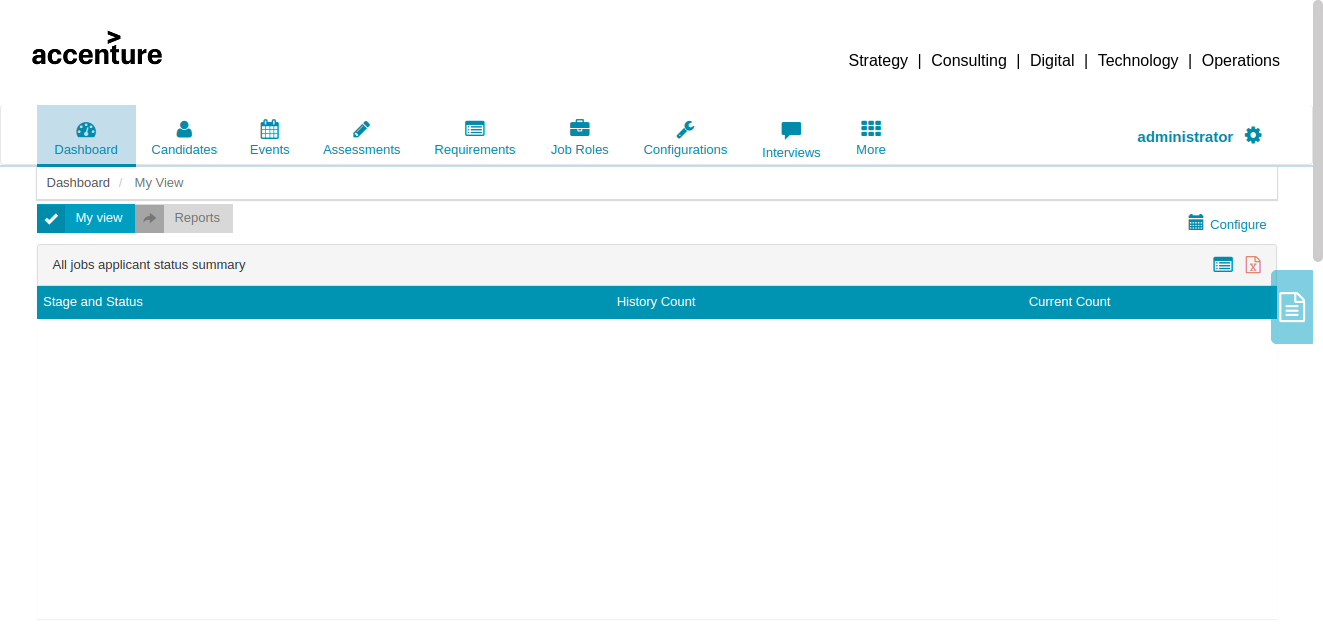 accenture
Strategy | Consulting | Digital | Technology | Operations
Dashboard Candidates Events Assessments Requirements Job Roles Configurations Interviews More administrator
Dashboard / My View
My view Reports
Configure
All jobs applicant status summary
Stage and Status History Count Current Count